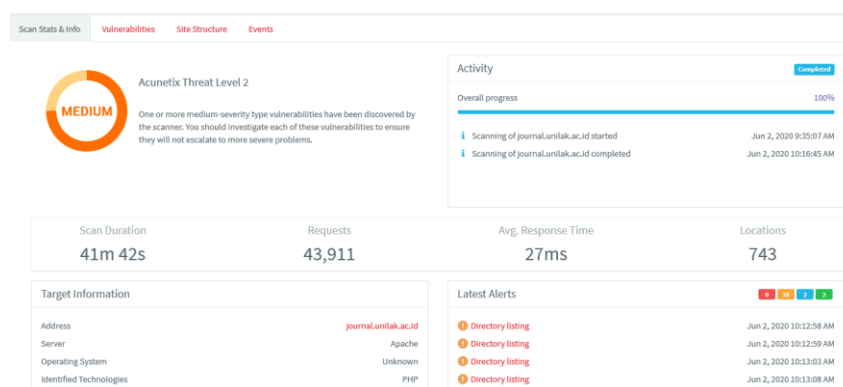 Scan Stats & Info Vulnerabilities Site Structure Events
Acunetix Threat Level 2
MEDIUM
One or more medium-severity type vulnerabilities have been discovered by
the scanner. You should investigate each of these vulnerabilities to ensure
they will not escalate to more severe problems.
Activity Completed
Overall progress 100%
Scanning of journal.unilak.ac.id started Jun 2, 2020 9:35:07 AM
Scanning of journal.unilak.ac.id completed Jun 2, 2020 10:16:45 AM
Scan Duration Requests Avg. Response Time Locations
41m 42s 43,911 27ms 743
Target Information
Address journal.unilak.ac.id
Server Apache
Operating System Unknown
Identified Technologies PHP
Latest Alerts 0 2 2
Directory listing Jun 2, 2020 10:12:58 AM
Directory listing Jun 2, 2020 10:12:59 AM
Directory listing Jun 2, 2020 10:13:03 AM
Directory listing Jun 2, 2020 10:13:08 AM